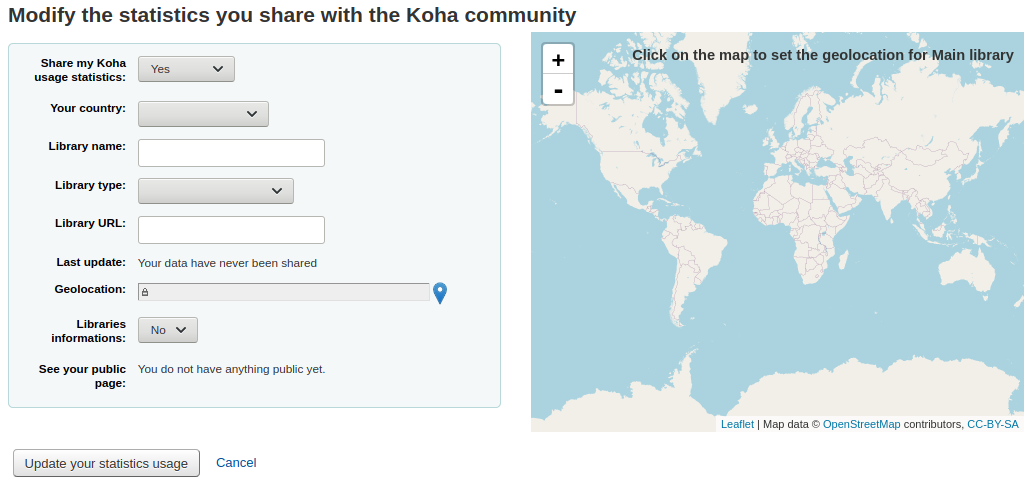 Modify the statistics you share with the Koha community
Share my Koha
usage statistics:
Yes
Your country:
Library name:
Library type:
Library URL:
Last update:
Your data have never been shared
Geolocation:
Libraries
informations:
No
See your public
page:
You do not have anything public yet.
Update your statistics usage
Cancel
+
-
Click on the map to set the geolocation for Main library
Leaflet | Map data © OpenStreetMap contributors, CC-BY-SA